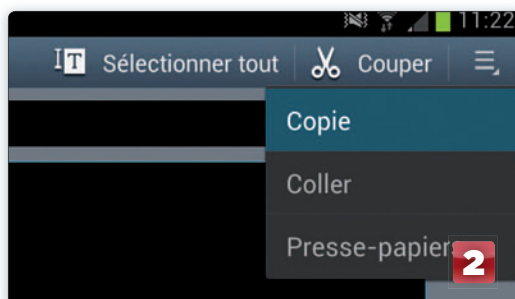 11:22
T Sélectionner tout Couper
Copie
Coller
Presse-papiers
2